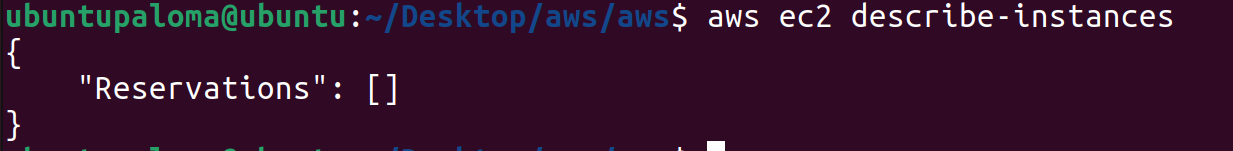 ubuntupaloma@ubuntu:~/Desktop/aws/aws$ aws ec2 describe-instances
{
    "Reservations": []
}